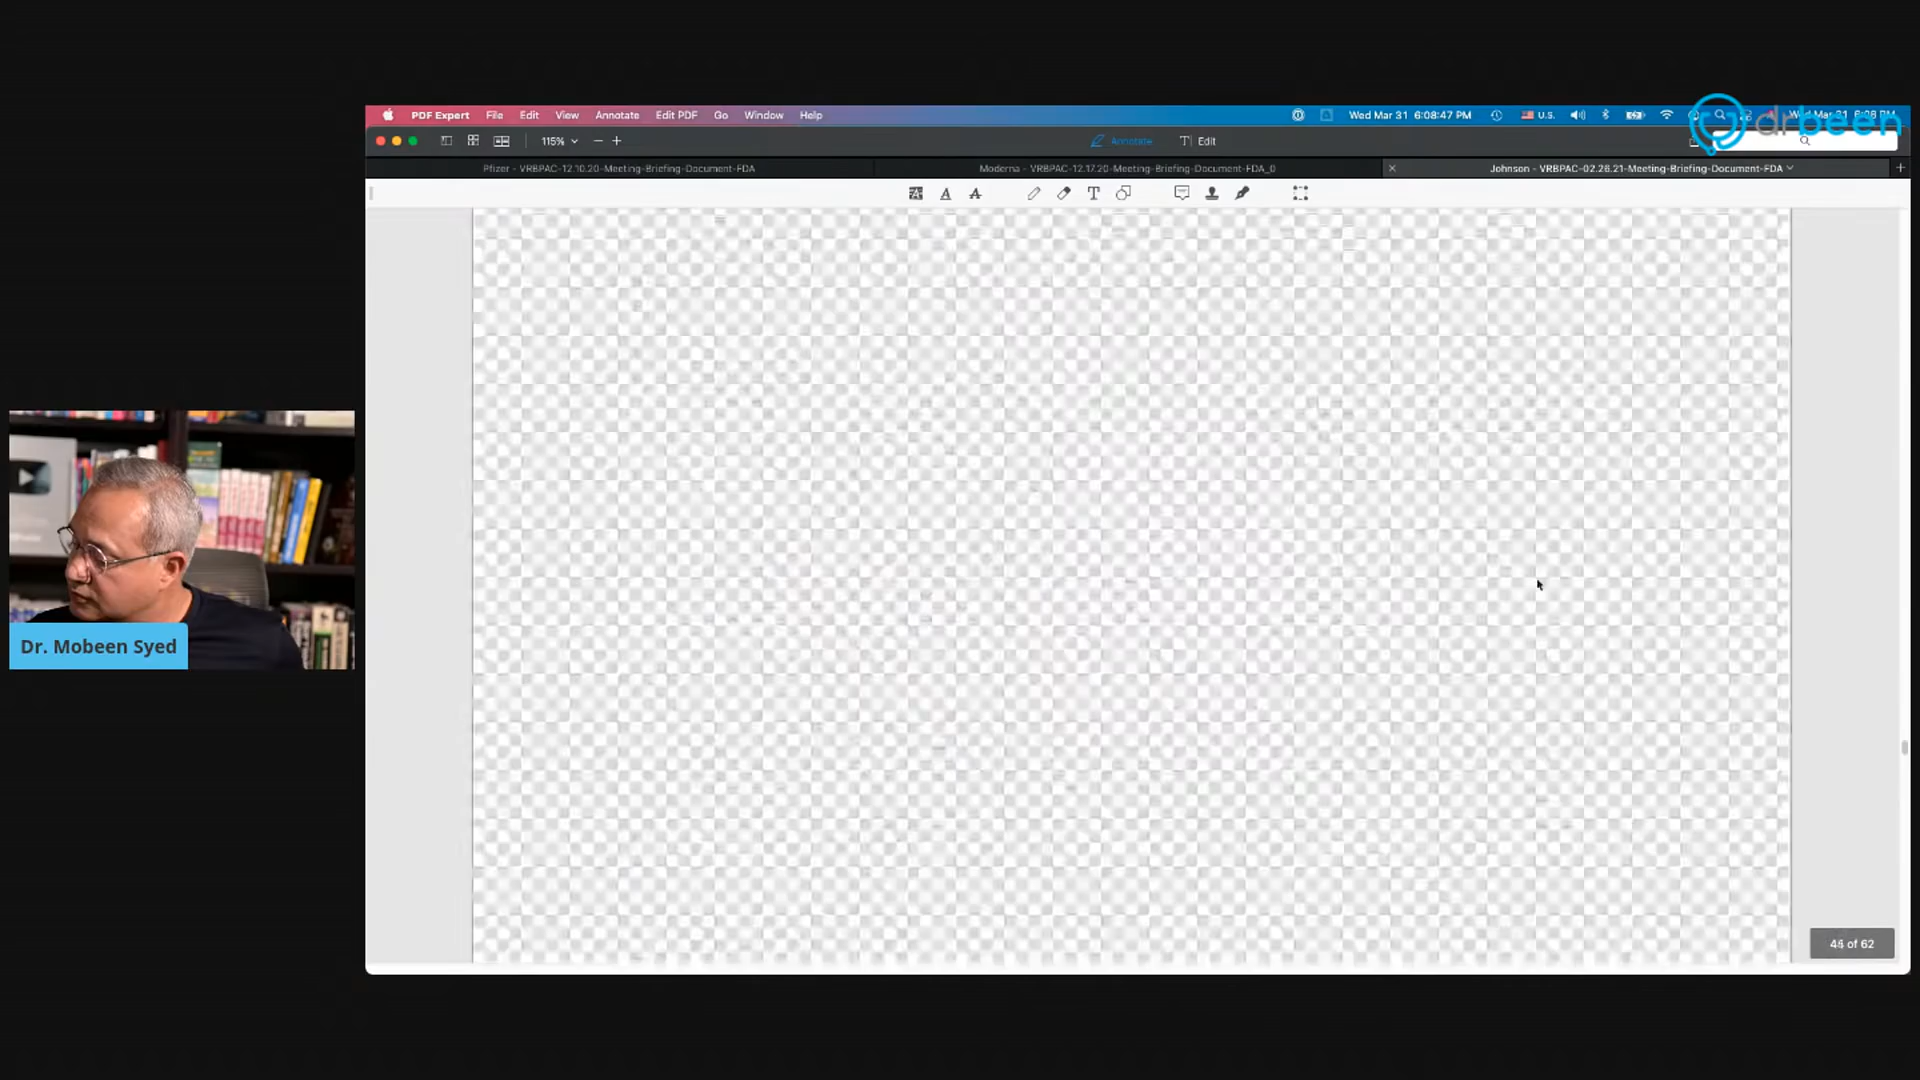 PDF Expert File Edit View Annotate Edit PDF Go Window Help U.S. Wed Mar 31 6:08:47 PM
drbeen
115% Annotate Edit
Pfizer - VRBPAC-12.10.20-Meeting-Briefing-Document-FDA
Moderna - VRBPAC-12.17.20-Meeting-Briefing-Document-FDA_0
Johnson - VRBPAC-02.26.21-Meeting-Briefing-Document-FDA
Dr. Mobeen Syed
of 62